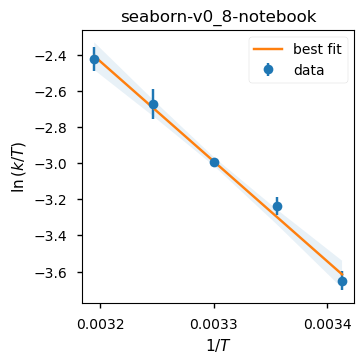 seaborn-v0_8-notebook
best fit
data
−2.4
−2.6
−2.8
−3.0
−3.2
−3.4
−3.6
ln (k/T)
0.0032
0.0033
0.0034
1/T